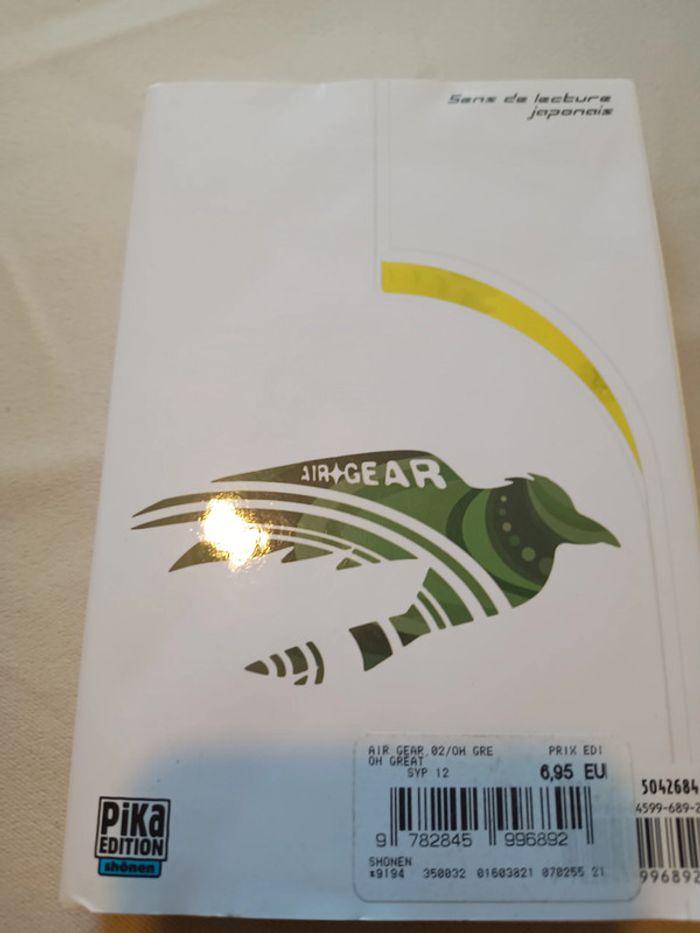 Sens de lecture
japonais
AIR GEAR
AIR GEAR 02/OH GRE PRIX EDI
OH GREAT
SYP 12 6,95 EU
9 782845 996892
SHONEN
*9194 350032 01603821 070255 21
5042684
4599-689-2
996892
PiKa
EDITION
shônen